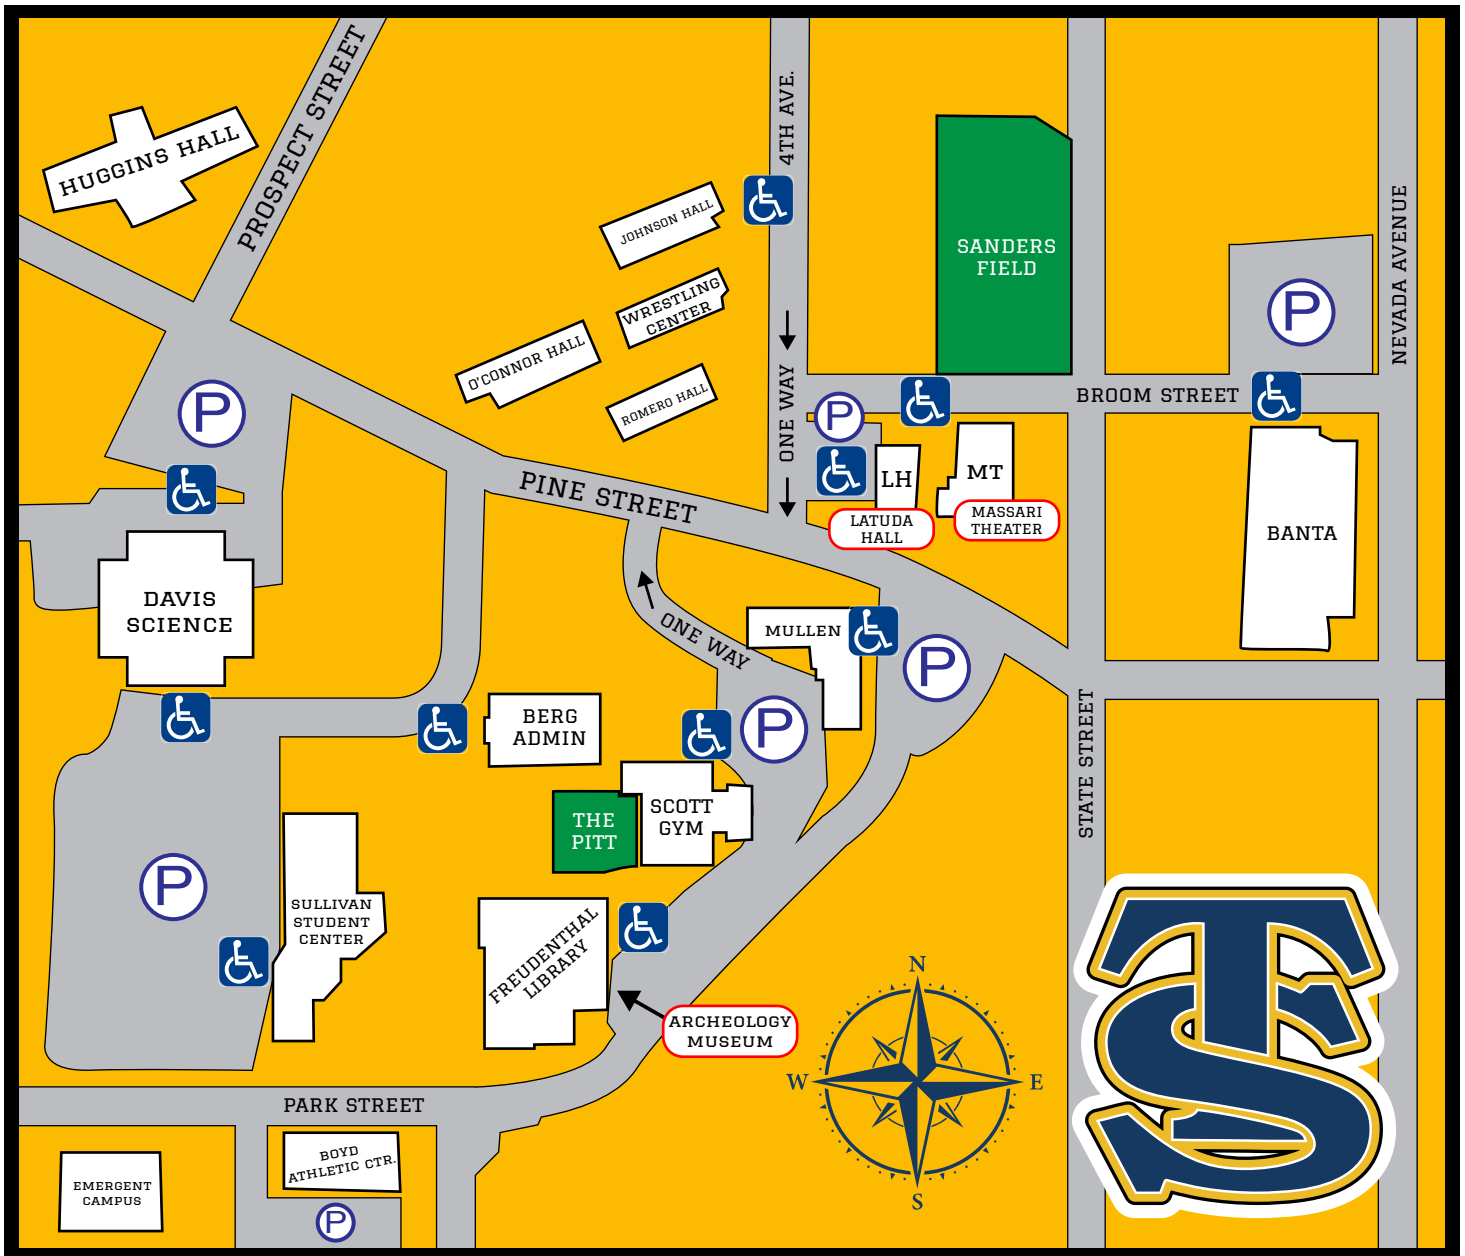 PROSPECT STREET
4TH AVE.
HUGGINS HALL
JOHNSON HALL
SANDERS
FIELD
NEVADA AVENUE
WRESTLING
CENTER
P
O'CONNOR HALL
ROMERO HALL
ONE WAY
BROOM STREET
P
P
PINE STREET
LH
MT
LATUDA
HALL
MASSARI
THEATER
BANTA
DAVIS
SCIENCE
ONE WAY
MULLEN
P
BERG
ADMIN
P
STATE STREET
THE
PITT
SCOTT
GYM
P
SULLIVAN
STUDENT
CENTER
FREUDENTHAL
LIBRARY
ARCHEOLOGY
MUSEUM
N
W
E
S
TS
PARK STREET
BOYD
ATHLETIC CTR.
EMERGENT
CAMPUS
P